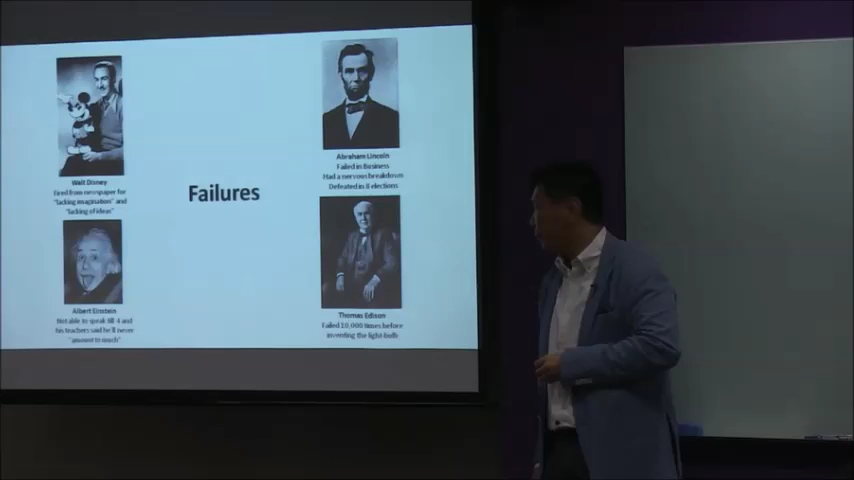 Walt Disney
Fired from newspaper for
"lacking imagination" and
"lacking of ideas"
Albert Einstein
Not able to speak till 4 and
his teachers said he'll never
"amount to much"
Failures
Abraham Lincoln
Failed in Business
Had a nervous breakdown
Defeated in 8 elections
Thomas Edison
Failed 10,000 times before
inventing the light-bulb